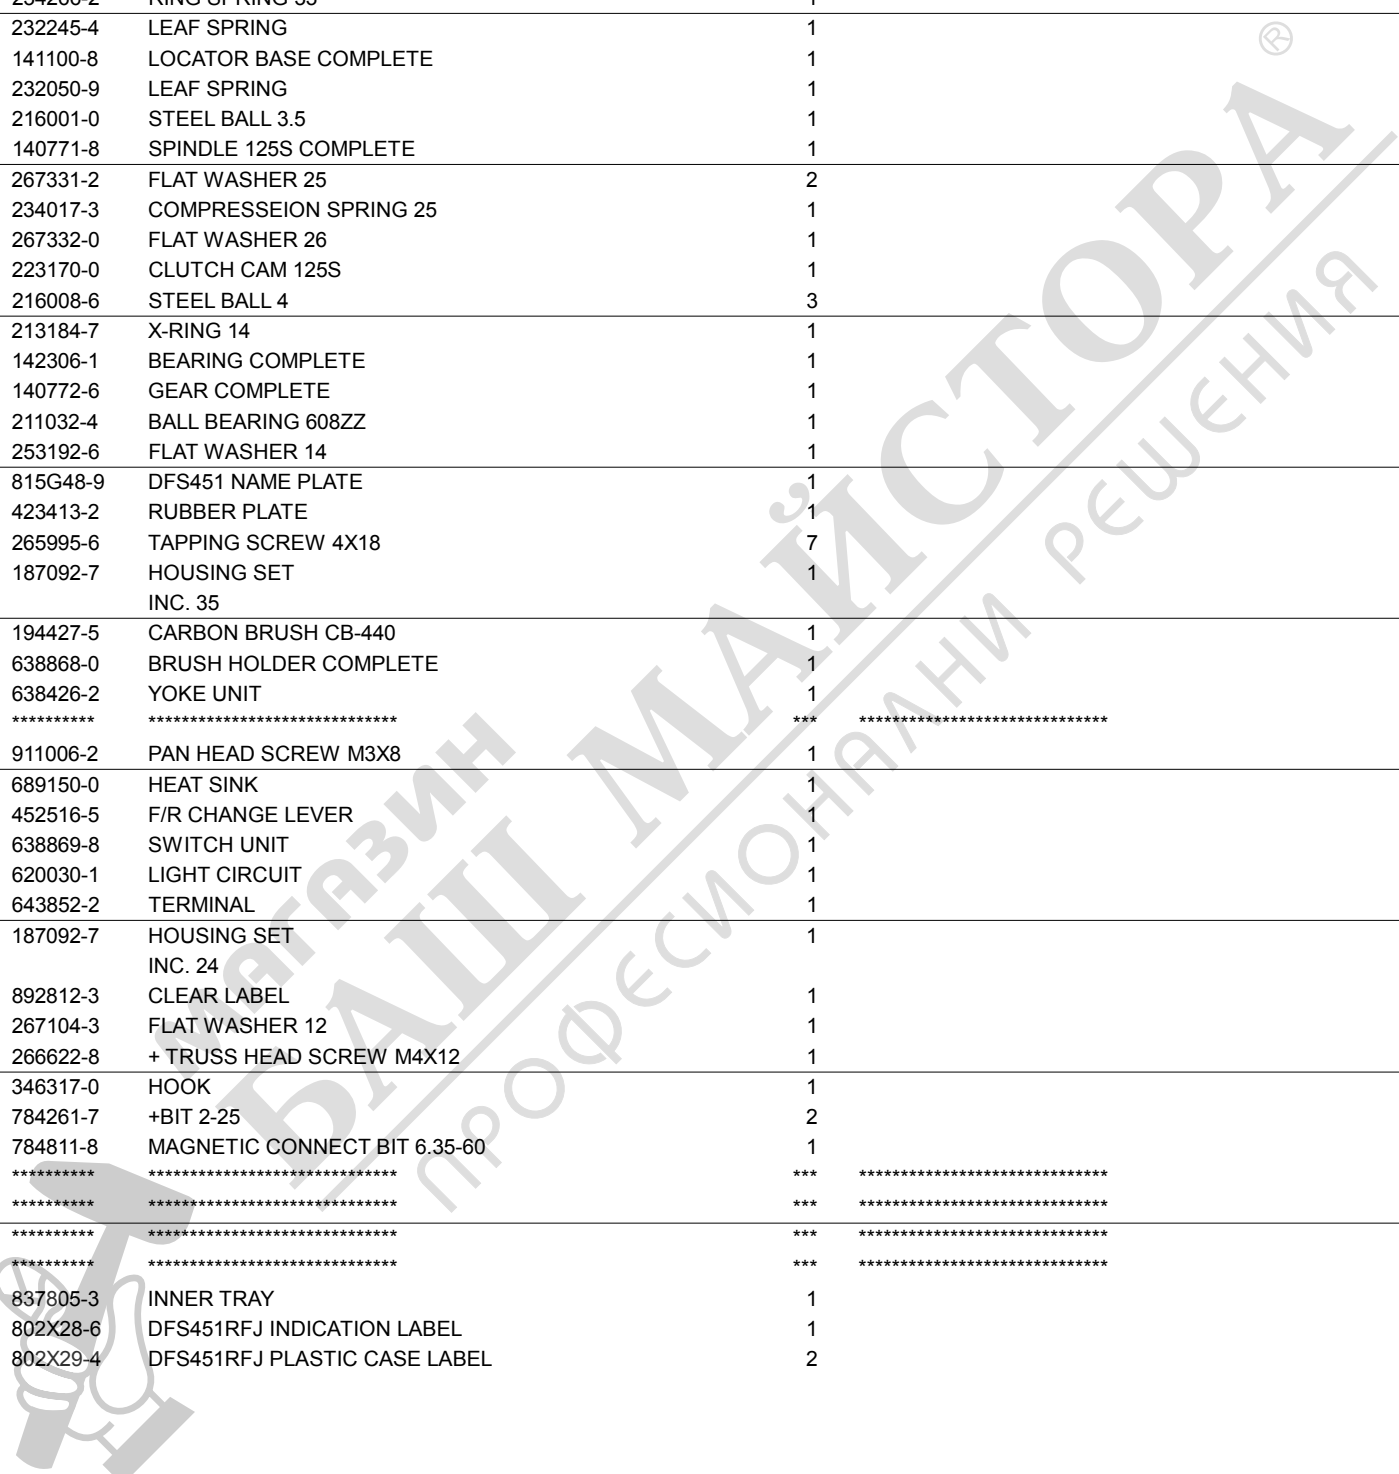 234266-2 RING SPRING 33 1
232245-4 LEAF SPRING 1
141100-8 LOCATOR BASE COMPLETE 1
232050-9 LEAF SPRING 1
216001-0 STEEL BALL 3.5 1
140771-8 SPINDLE 125S COMPLETE 1
267331-2 FLAT WASHER 25 2
234017-3 COMPRESSEION SPRING 25 1
267332-0 FLAT WASHER 26 1
223170-0 CLUTCH CAM 125S 1
216008-6 STEEL BALL 4 3
213184-7 X-RING 14 1
142306-1 BEARING COMPLETE 1
140772-6 GEAR COMPLETE 1
211032-4 BALL BEARING 608ZZ 1
253192-6 FLAT WASHER 14 1
815G48-9 DFS451 NAME PLATE 1
423413-2 RUBBER PLATE 1
265995-6 TAPPING SCREW 4X18 7
187092-7 HOUSING SET 1
INC. 35
194427-5 CARBON BRUSH CB-440 1
638868-0 BRUSH HOLDER COMPLETE 1
638426-2 YOKE UNIT 1
********** ****************************** *** ******************************
911006-2 PAN HEAD SCREW M3X8 1
689150-0 HEAT SINK 1
452516-5 F/R CHANGE LEVER 1
638869-8 SWITCH UNIT 1
620030-1 LIGHT CIRCUIT 1
643852-2 TERMINAL 1
187092-7 HOUSING SET 1
INC. 24
892812-3 CLEAR LABEL 1
267104-3 FLAT WASHER 12 1
266622-8 + TRUSS HEAD SCREW M4X12 1
346317-0 HOOK 1
784261-7 +BIT 2-25 2
784811-8 MAGNETIC CONNECT BIT 6.35-60 1
********** ****************************** *** ******************************
********** ****************************** *** ******************************
********** ****************************** *** ******************************
********** ****************************** *** ******************************
837805-3 INNER TRAY 1
802X28-6 DFS451RFJ INDICATION LABEL 1
802X29-4 DFS451RFJ PLASTIC CASE LABEL 2
магазин
БАШ МАЙСТОРА ®
ПРОФЕСИОНАЛНИ РЕШЕНИЯ